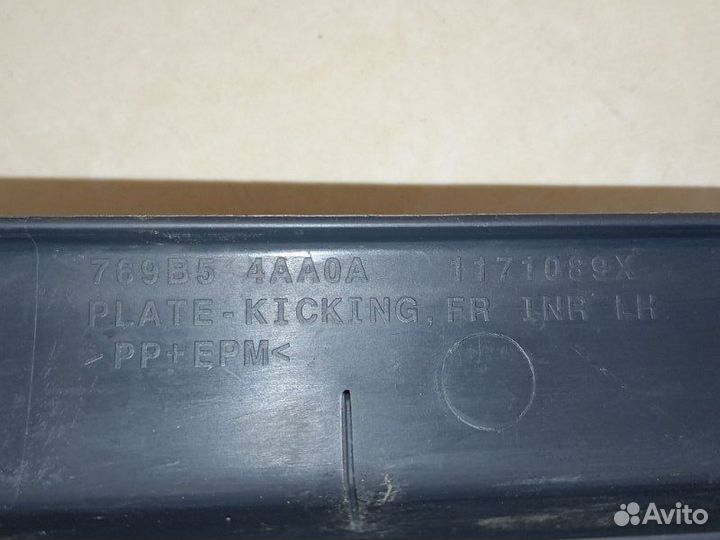 769B5 4AA0A 1171089X
PLATE-KICKING, FR INR LH
>PP+EPM<
Avito